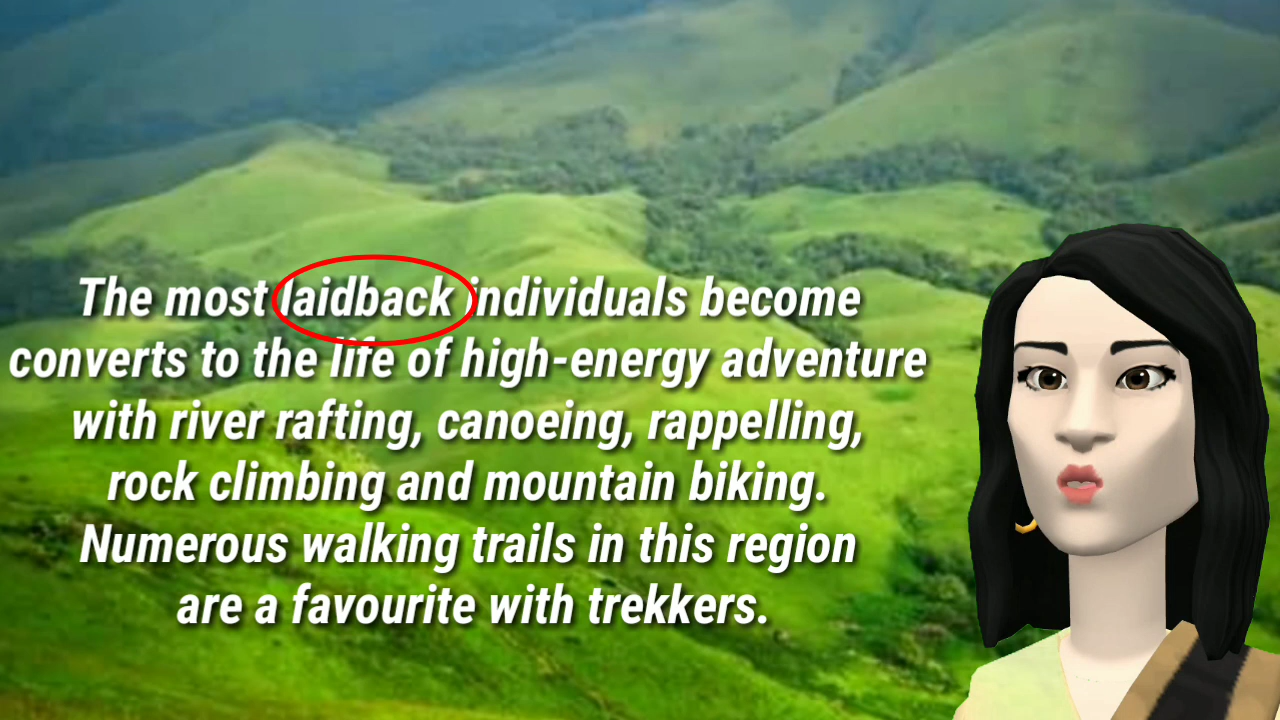 The most laidback individuals become
converts to the life of high-energy adventure
with river rafting, canoeing, rappelling,
rock climbing and mountain biking.
Numerous walking trails in this region
are a favourite with trekkers.